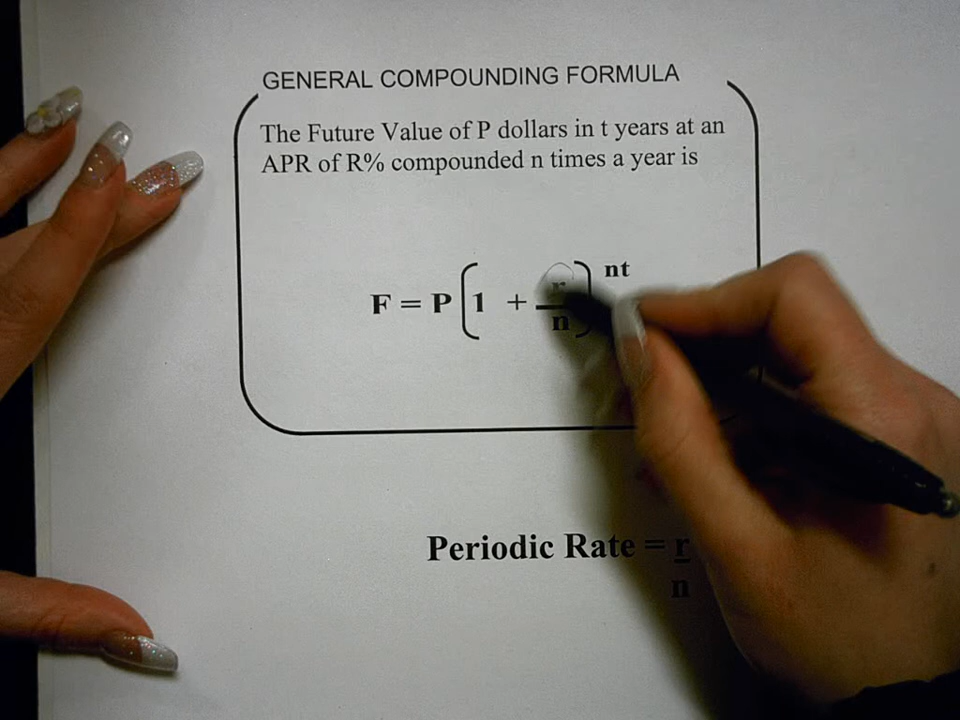 GENERAL COMPOUNDING FORMULA
The Future Value of P dollars in t years at an
APR of R% compounded n times a year is
F = P(1 + r/n)^nt
Periodic Rate = r/n